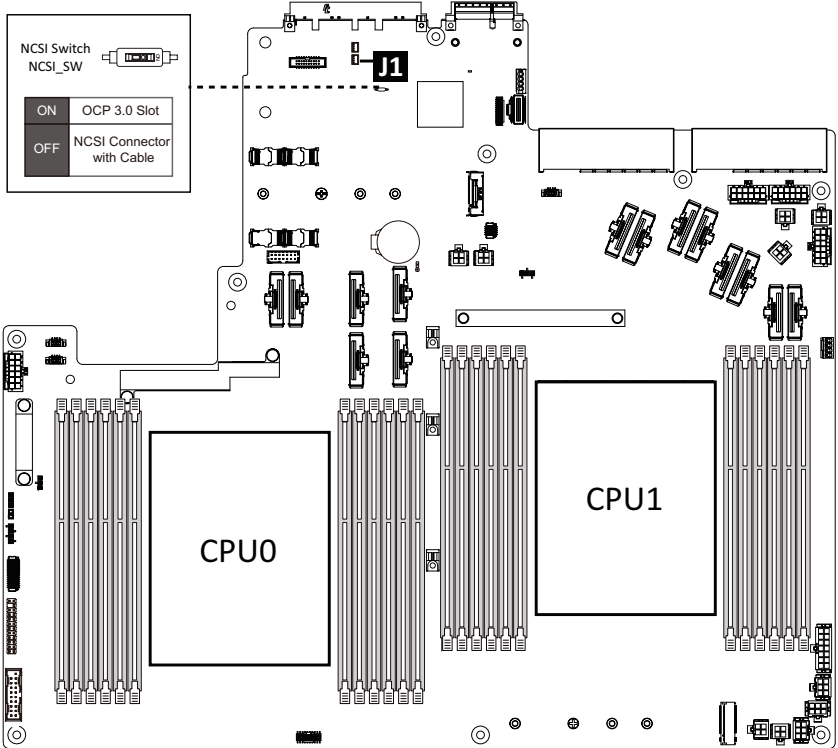 NCSI Switch
NCSI_SW
J1
ON OCP 3.0 Slot
OFF NCSI Connector
with Cable
CPU1
CPU0